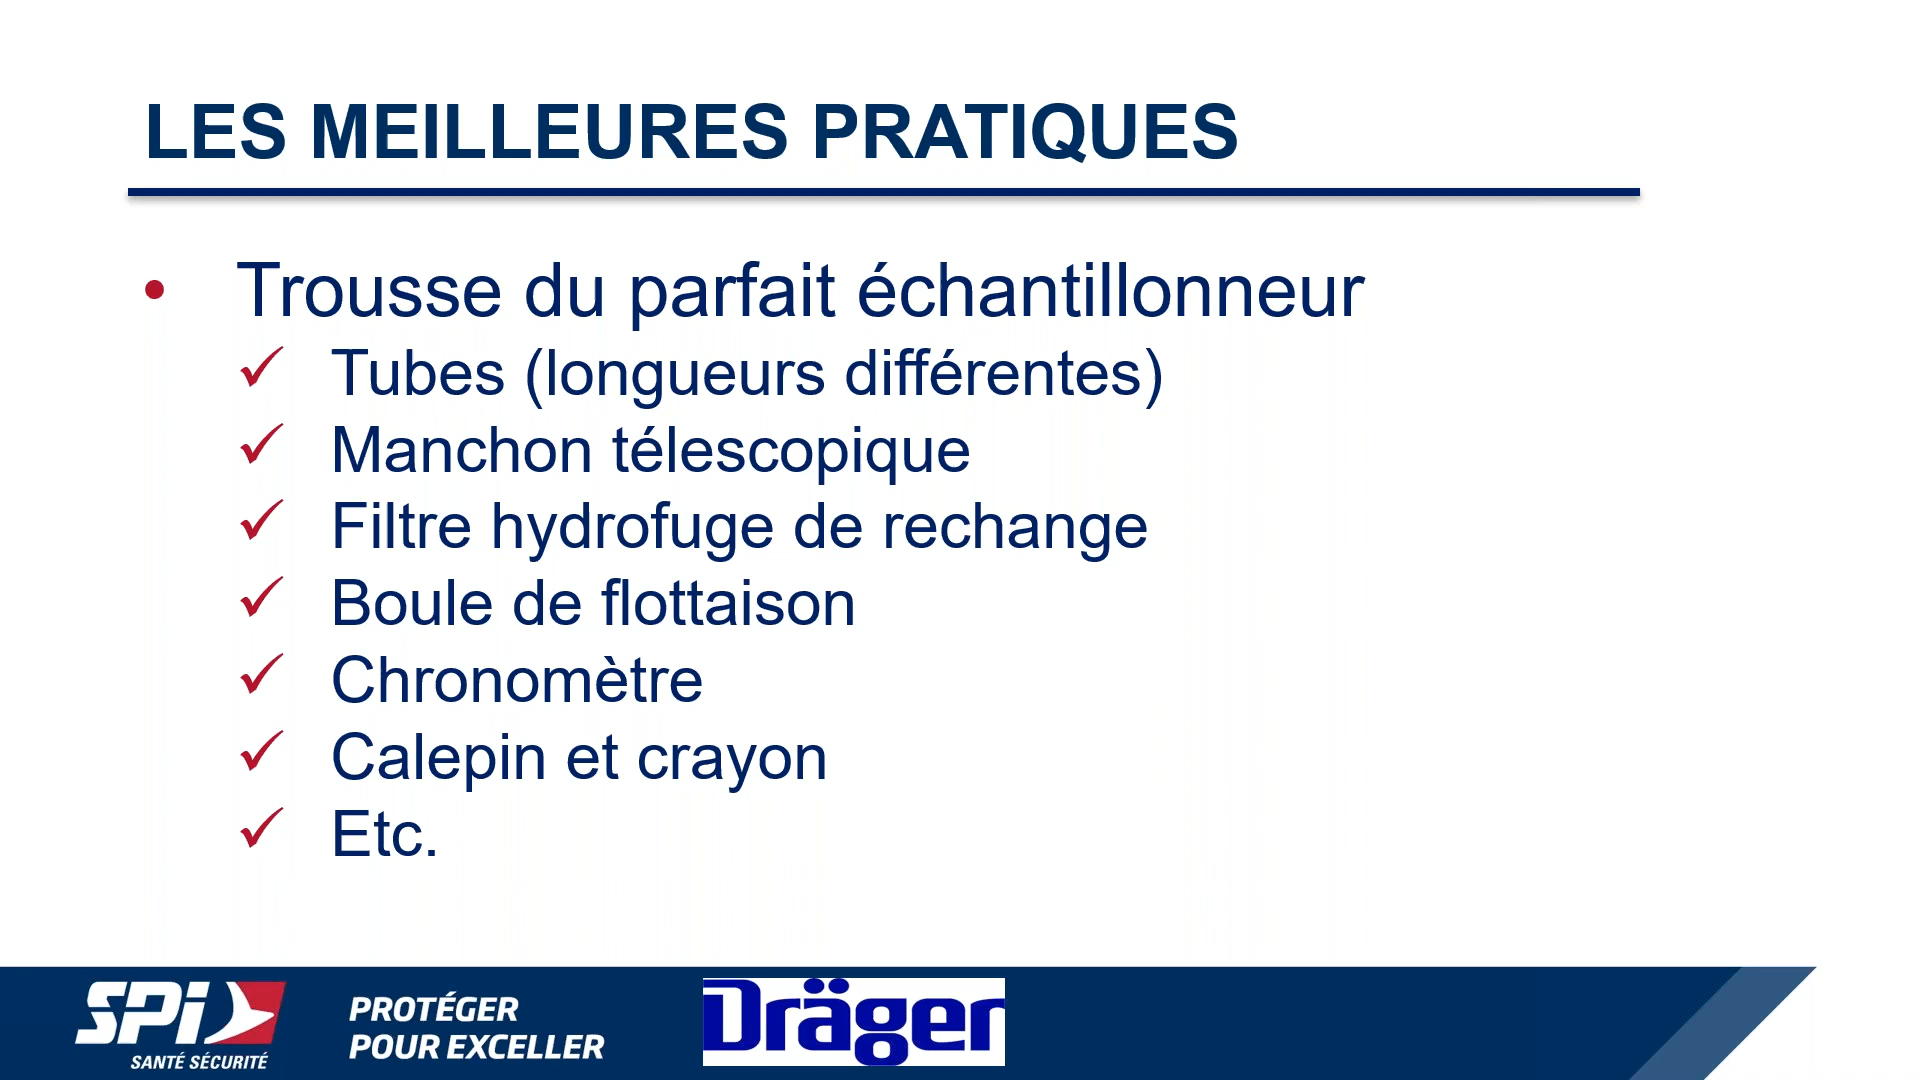 LES MEILLEURES PRATIQUES
• Trousse du parfait échantillonneur
✓ Tubes (longueurs différentes)
✓ Manchon télescopique
✓ Filtre hydrofuge de rechange
✓ Boule de flottaison
✓ Chronomètre
✓ Calepin et crayon
✓ Etc.
SPi
SANTÉ SÉCURITÉ
PROTÉGER
POUR EXCELLER
Dräger